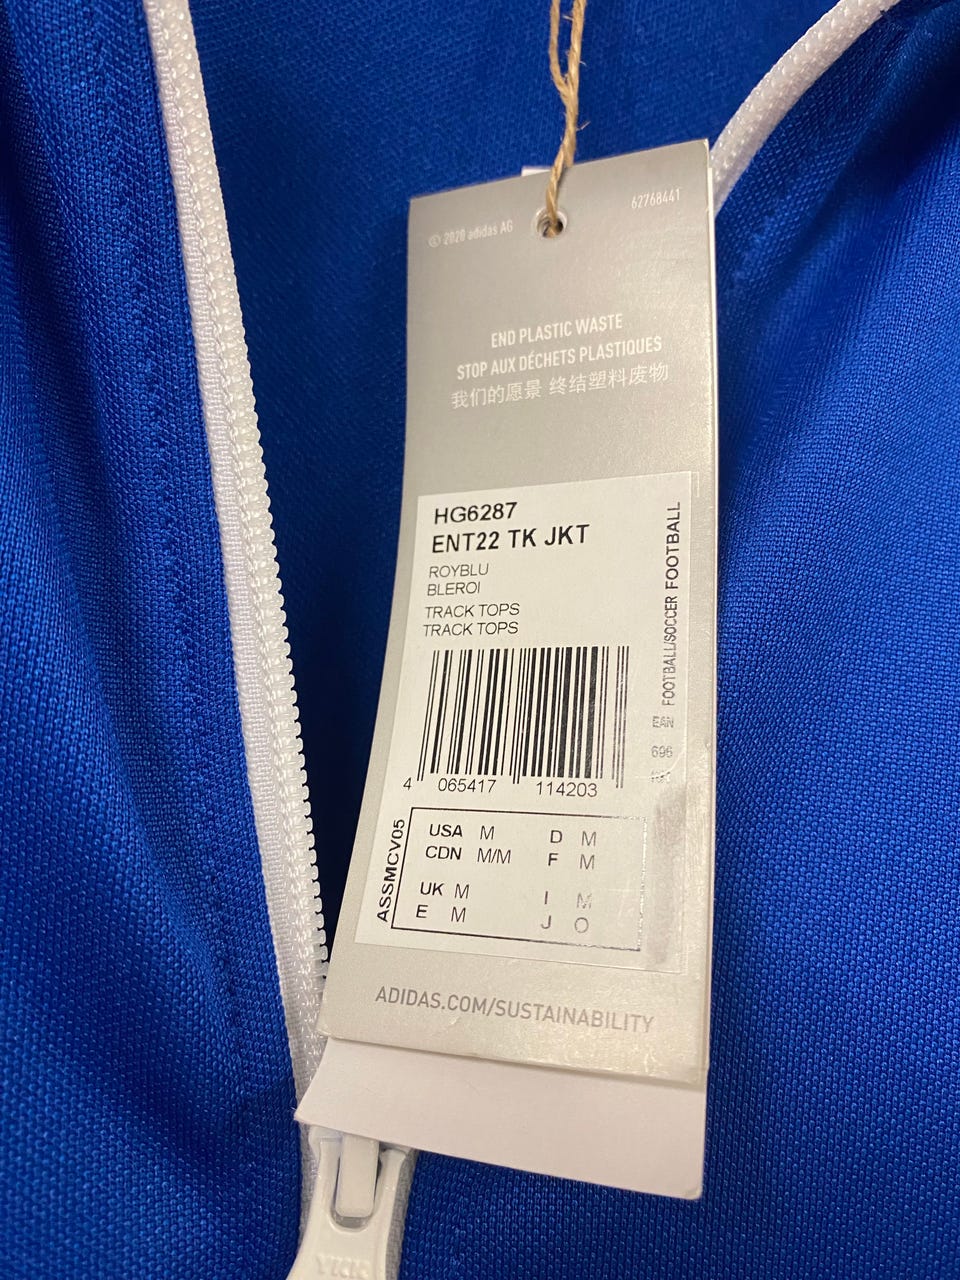 © 2020 adidas AG
62768441
END PLASTIC WASTE
STOP AUX DÉCHETS PLASTIQUES
我们的愿景 终结塑料废物
HG6287
ENT22 TK JKT
ROYBLU
BLEROI
TRACK TOPS
TRACK TOPS
FOOTBALL/SOCCER FOOTBALL
EAN
696
4 065417 114203
ASSMCV05
USA M D M
CDN M/M F M
UK M I M
E M J O
ADIDAS.COM/SUSTAINABILITY
YKK